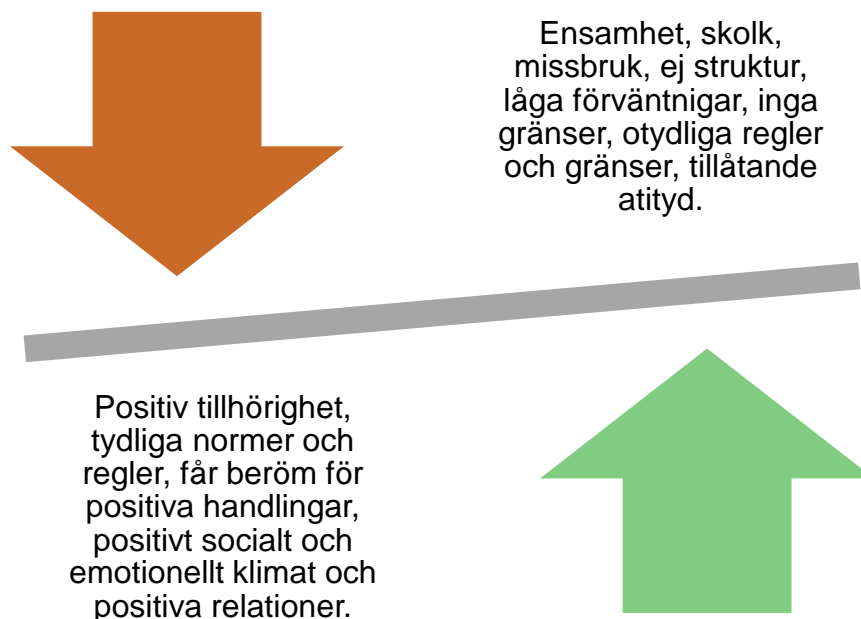 Ensamhet, skolk,
missbruk, ej struktur,
låga förväntnigar, inga
gränser, otydliga regler
och gränser, tillåtande
atityd.
Positiv tillhörighet,
tydliga normer och
regler, får beröm för
positiva handlingar,
positivt socialt och
emotionellt klimat och
positiva relationer.